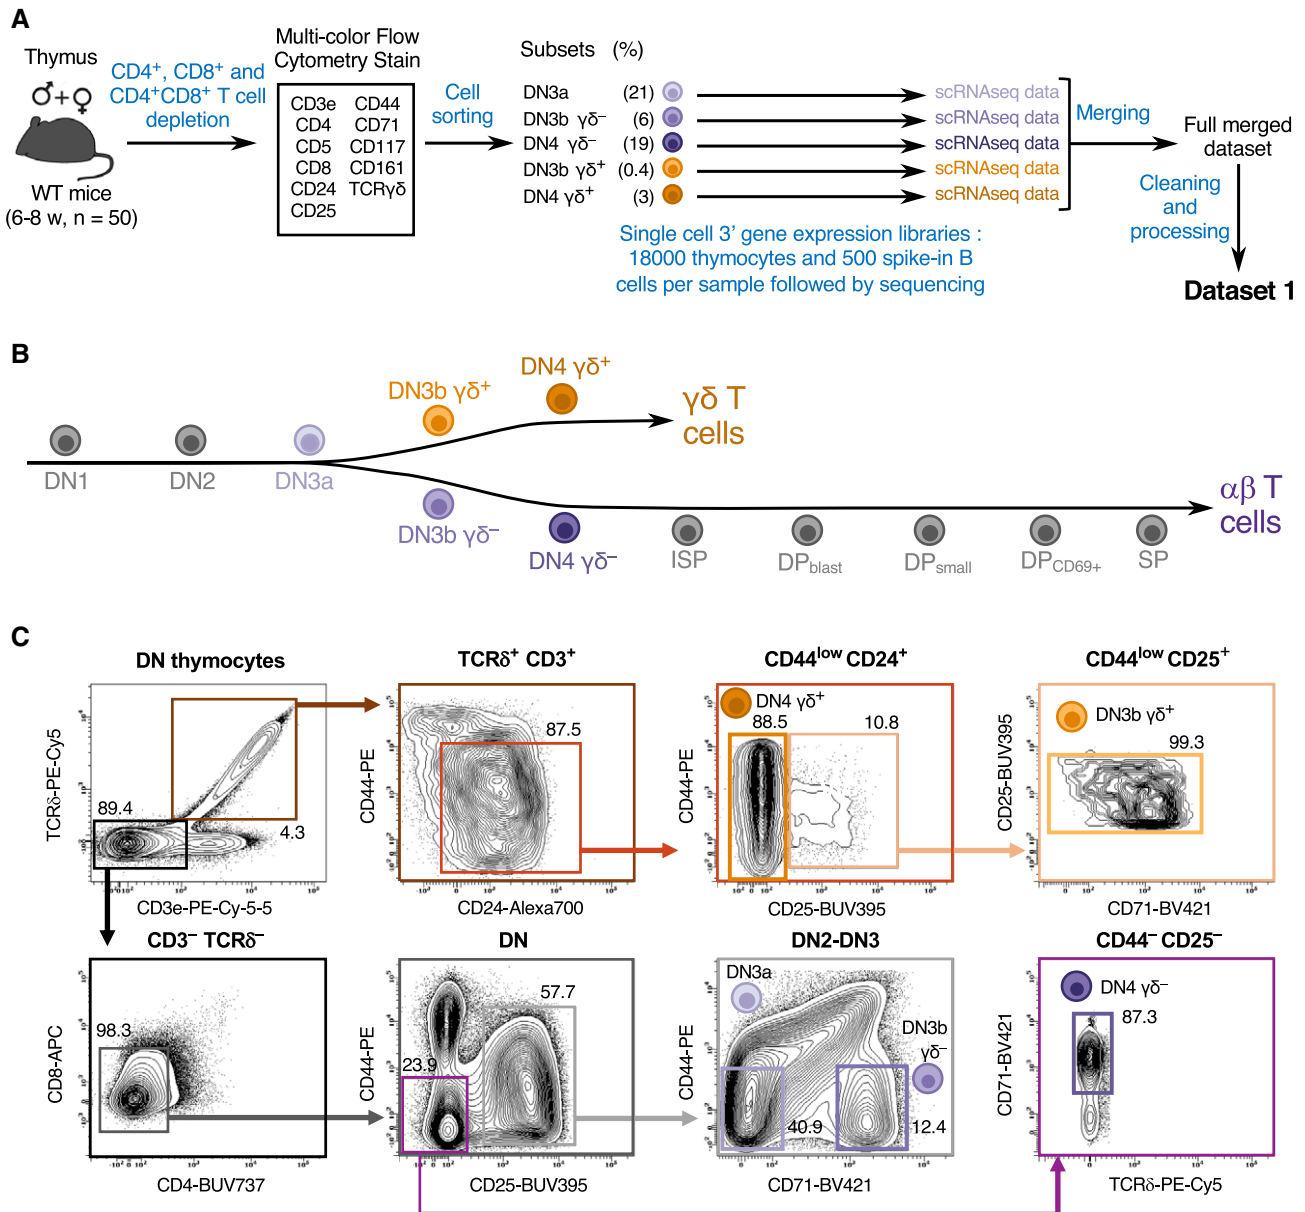 A
Thymus
WT mice
(6-8 w, n = 50)
CD4⁺, CD8⁺ and
CD4⁺CD8⁺ T cell
depletion
Multi-color Flow
Cytometry Stain
CD3e CD44
CD4 CD71
CD5 CD117
CD8 CD161
CD24 TCRγδ
CD25
Cell
sorting
Subsets (%)
DN3a (21) scRNAseq data
DN3b γδ⁻ (6) scRNAseq data
DN4 γδ⁻ (19) scRNAseq data
DN3b γδ⁺ (0.4) scRNAseq data
DN4 γδ⁺ (3) scRNAseq data
Single cell 3' gene expression libraries :
18000 thymocytes and 500 spike-in B
cells per sample followed by sequencing
Merging
Full merged
dataset
Cleaning
and
processing
Dataset 1
B
DN1
DN2
DN3a
DN3b γδ⁺
DN4 γδ⁺
γδ T
cells
DN3b γδ⁻
DN4 γδ⁻
ISP
DPblast
DPsmall
DPCD69+
SP
αβ T
cells
C
DN thymocytes
TCRδ-PE-Cy5
89.4
4.3
CD3e-PE-Cy-5-5
TCRδ⁺ CD3⁺
CD44-PE
87.5
CD24-Alexa700
CD44low CD24⁺
DN4 γδ⁺
88.5
10.8
CD44-PE
CD25-BUV395
CD44low CD25⁺
DN3b γδ⁺
99.3
CD25-BUV395
CD71-BV421
CD3⁻ TCRδ⁻
98.3
CD8-APC
CD4-BUV737
DN
57.7
23.9
CD44-PE
CD25-BUV395
DN2-DN3
DN3a
DN3b
γδ⁻
40.9
12.4
CD44-PE
CD71-BV421
CD44⁻ CD25⁻
DN4 γδ⁻
87.3
CD71-BV421
TCRδ-PE-Cy5